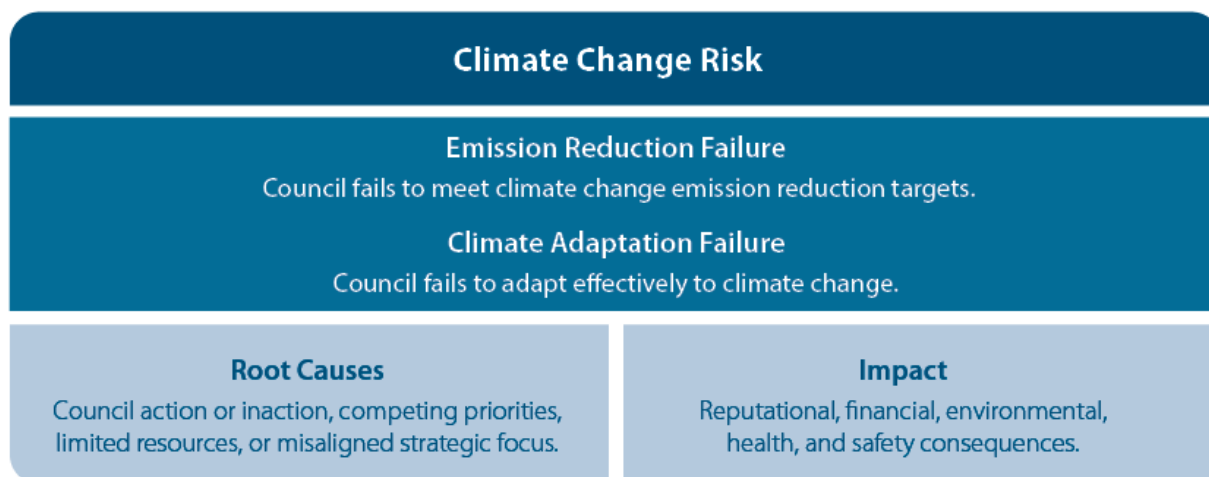 Climate Change Risk
Emission Reduction Failure
Council fails to meet climate change emission reduction targets.
Climate Adaptation Failure
Council fails to adapt effectively to climate change.
Root Causes
Council action or inaction, competing priorities,
limited resources, or misaligned strategic focus.
Impact
Reputational, financial, environmental,
health, and safety consequences.